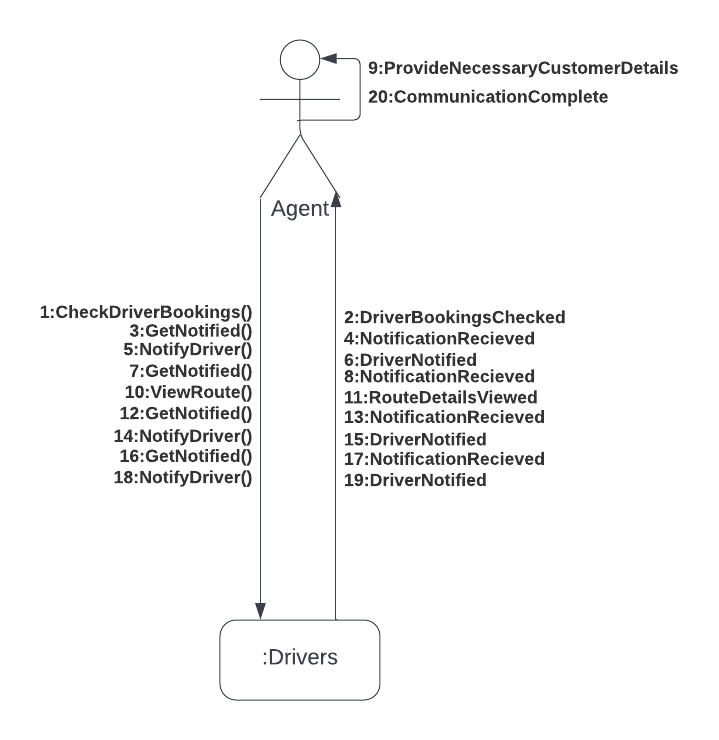 9:ProvideNecessaryCustomerDetails
20:CommunicationComplete
Agent
1:CheckDriverBookings()
3:GetNotified()
5:NotifyDriver()
7:GetNotified()
10:ViewRoute()
12:GetNotified()
14:NotifyDriver()
16:GetNotified()
18:NotifyDriver()
2:DriverBookingsChecked
4:NotificationRecieved
6:DriverNotified
8:NotificationRecieved
11:RouteDetailsViewed
13:NotificationRecieved
15:DriverNotified
17:NotificationRecieved
19:DriverNotified
:Drivers